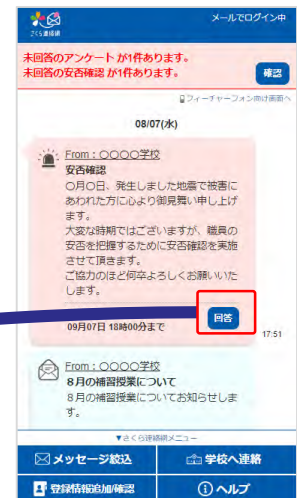 さくら連絡網
メールでログイン中
未回答のアンケート が1件あります。
未回答の安否確認 が1件あります。
確認
フィーチャーフォン向け画面へ
08/07(水)
From : 〇〇〇〇学校
安否確認
〇月〇日、発生しました地震で被害に
あわれた方に心より御見舞い申し上げ
ます。
大変な時期ではございますが、職員の
安否を把握するために安否確認を実施
させて頂きます。
ご協力のほど何卒よろしくお願いいた
します。
09月07日 18時00分まで
回答
17:51
From : 〇〇〇〇学校
8月の補習授業について
8月の補習授業についてお知らせしま
す。
▼さくら連絡網メニュー
メッセージ絞込
学校へ連絡
登録情報追加/確認
ヘルプ